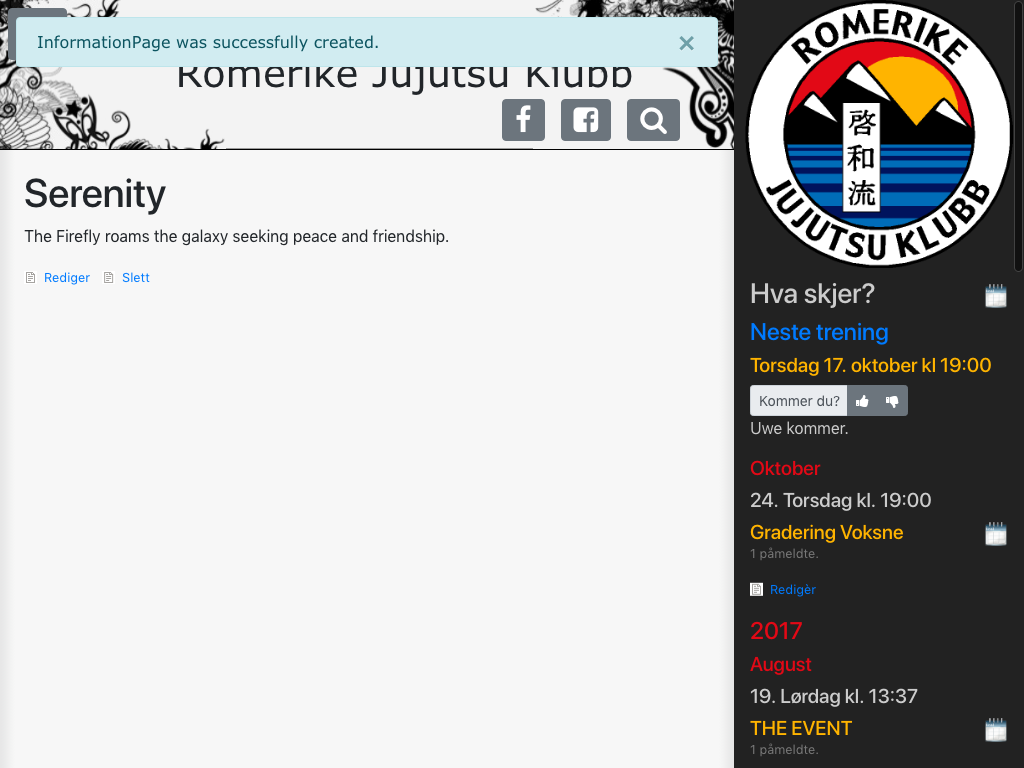 InformationPage was successfully created.
×
Romerike Jujutsu Klubb
Serenity
The Firefly roams the galaxy seeking peace and friendship.
Rediger Slett
ROMERIKE
啓和流
JUJUTSU KLUBB
Hva skjer?
Neste trening
Torsdag 17. oktober kl 19:00
Kommer du?
Uwe kommer.
Oktober
24. Torsdag kl. 19:00
Gradering Voksne
1 påmeldte.
Redigèr
2017
August
19. Lørdag kl. 13:37
THE EVENT
1 påmeldte.